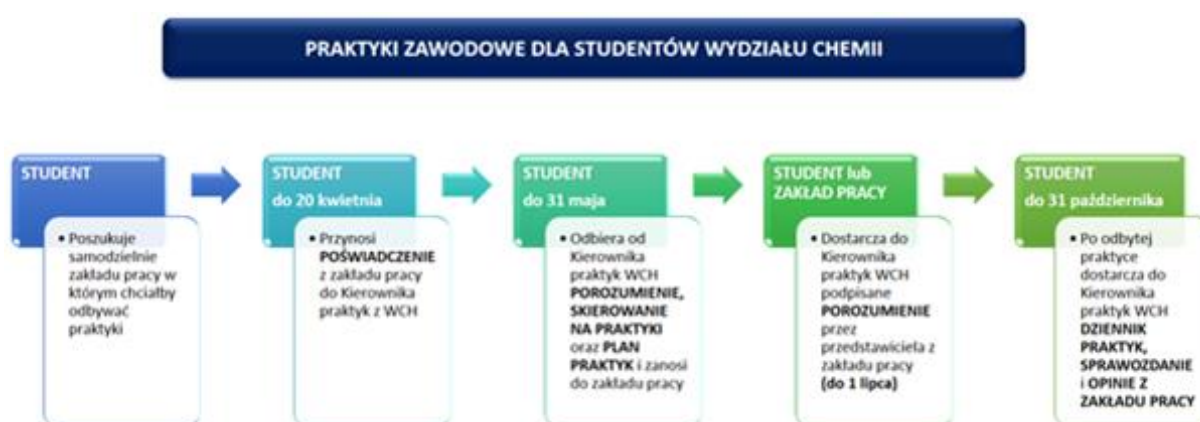 PRAKTYKI ZAWODOWE DLA STUDENTÓW WYDZIAŁU CHEMII
STUDENT
• Poszukuje
samodzielnie
zakładu pracy w
którym chciałby
odbywać
praktyki
STUDENT
do 20 kwietnia
• Przynosi
POŚWIADCZENIE
z zakładu pracy
do Kierownika
praktyk z WCH
STUDENT
do 31 maja
• Odbiera od
Kierownika
praktyk WCH
POROZUMIENIE,
SKIEROWANIE
NA PRAKTYKI
oraz PLAN
PRAKTYK i zanosi
do zakładu pracy
STUDENT lub
ZAKŁAD PRACY
• Dostarcza do
Kierownika
praktyk WCH
podpisane
POROZUMIENIE
przez
przedstawiciela z
zakładu pracy
(do 1 lipca)
STUDENT
do 31 października
• Po odbytej
praktyce
dostarcza do
Kierownika
praktyk WCH
DZIENNIK
PRAKTYK,
SPRAWOZDANIE
i OPINIE Z
ZAKŁADU PRACY